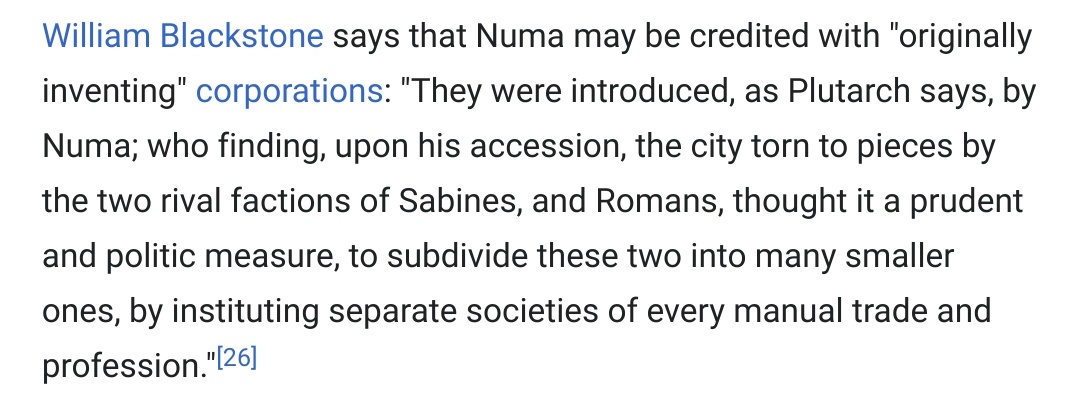 William Blackstone says that Numa may be credited with "originally
inventing" corporations: "They were introduced, as Plutarch says, by
Numa; who finding, upon his accession, the city torn to pieces by
the two rival factions of Sabines, and Romans, thought it a prudent
and politic measure, to subdivide these two into many smaller
ones, by instituting separate societies of every manual trade and
profession."[26]